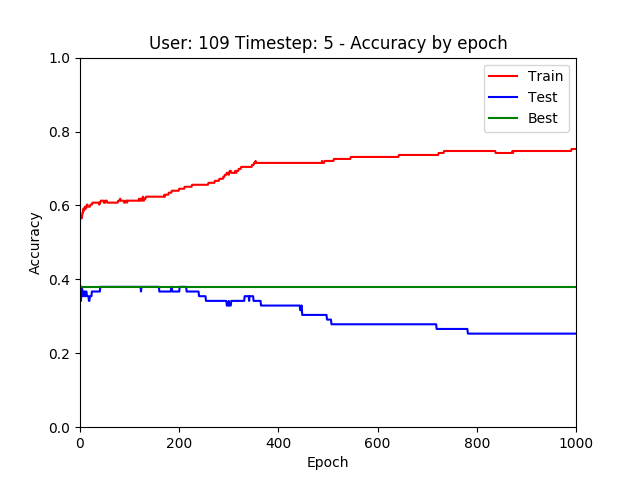 User: 109 Timestep: 5 - Accuracy by epoch
1.0
0.8
0.6
0.4
0.2
0.0
Accuracy
Train
Test
Best
0 200 400 600 800 1000
Epoch